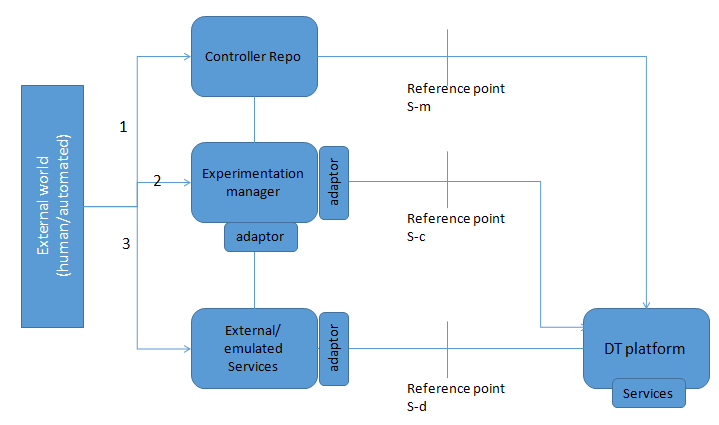 External world
(human/automated)
1
2
3
Controller Repo
Experimentation
manager
adaptor
adaptor
External/
emulated
Services
adaptor
Reference point
S-m
Reference point
S-c
Reference point
S-d
DT platform
Services